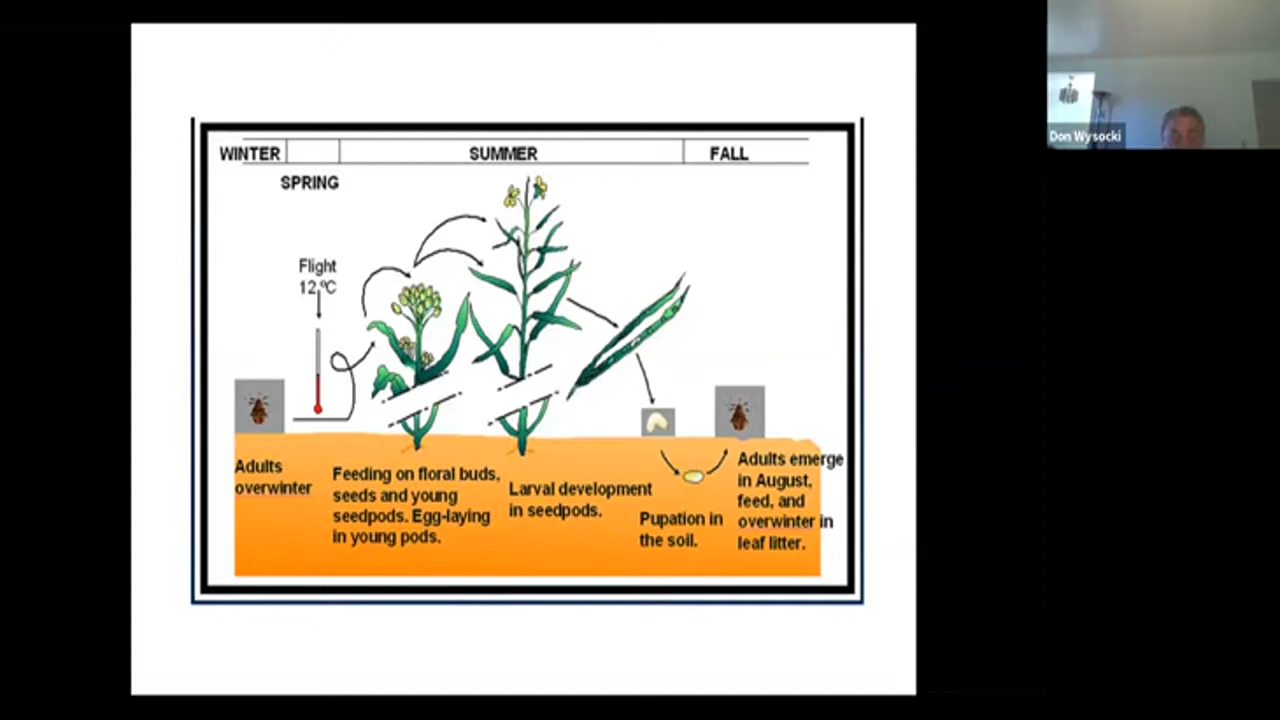 Don Wysocki
WINTER
SUMMER
FALL
SPRING
Flight
12 ºC
Adults
overwinter
Feeding on floral buds,
seeds and young
seedpods. Egg-laying
in young pods.
Larval development
in seedpods.
Pupation in
the soil.
Adults emerge
in August,
feed, and
overwinter in
leaf litter.